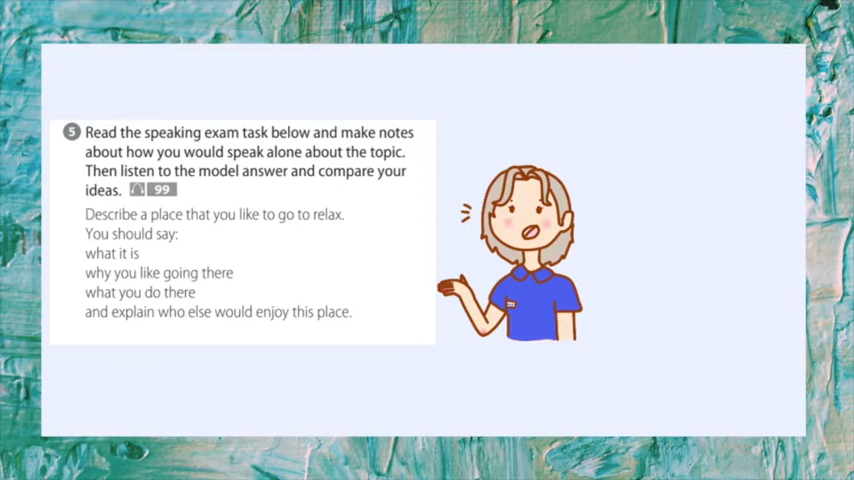 5 Read the speaking exam task below and make notes
about how you would speak alone about the topic.
Then listen to the model answer and compare your
ideas. 99
Describe a place that you like to go to relax.
You should say:
what it is
why you like going there
what you do there
and explain who else would enjoy this place.